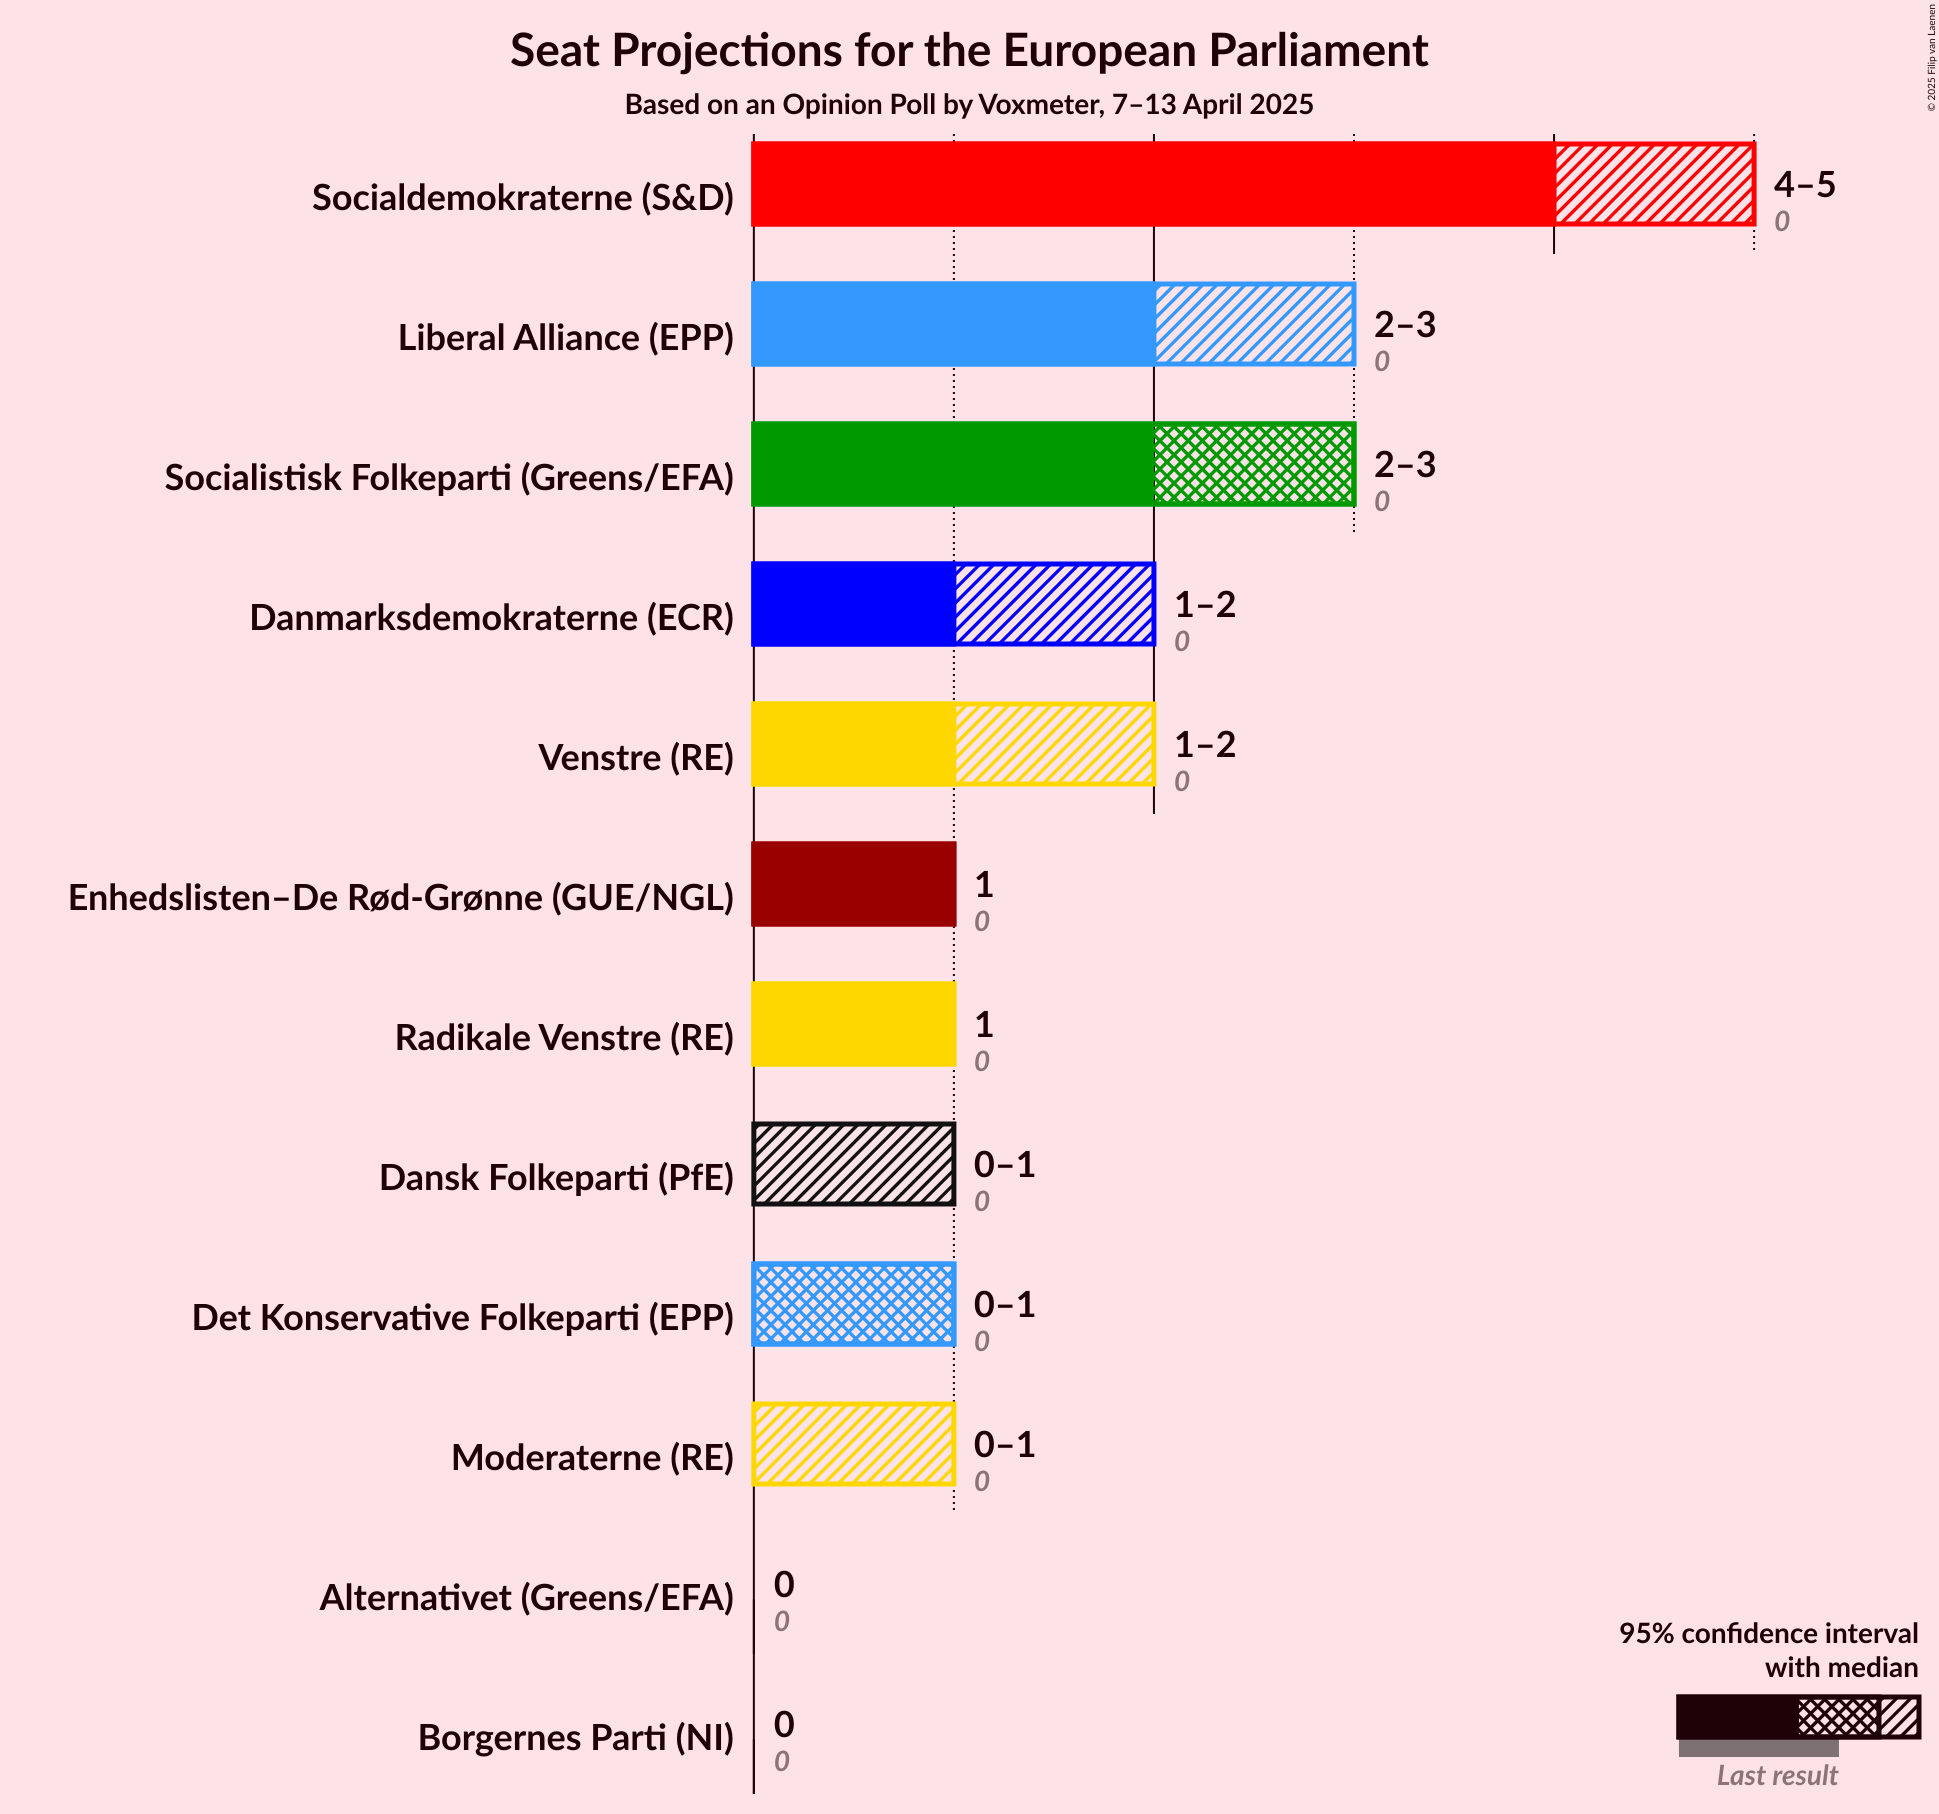 Seat Projections for the European Parliament
Based on an Opinion Poll by Voxmeter, 7–13 April 2025
© 2025 Filip van Laenen
Socialdemokraterne (S&D)
4–5
0
Liberal Alliance (EPP)
2–3
0
Socialistisk Folkeparti (Greens/EFA)
2–3
0
Danmarksdemokraterne (ECR)
1–2
0
Venstre (RE)
1–2
0
Enhedslisten–De Rød-Grønne (GUE/NGL)
1
0
Radikale Venstre (RE)
1
0
Dansk Folkeparti (PfE)
0–1
0
Det Konservative Folkeparti (EPP)
0–1
0
Moderaterne (RE)
0–1
0
Alternativet (Greens/EFA)
0
0
Borgernes Parti (NI)
0
0
95% confidence interval
with median
Last result